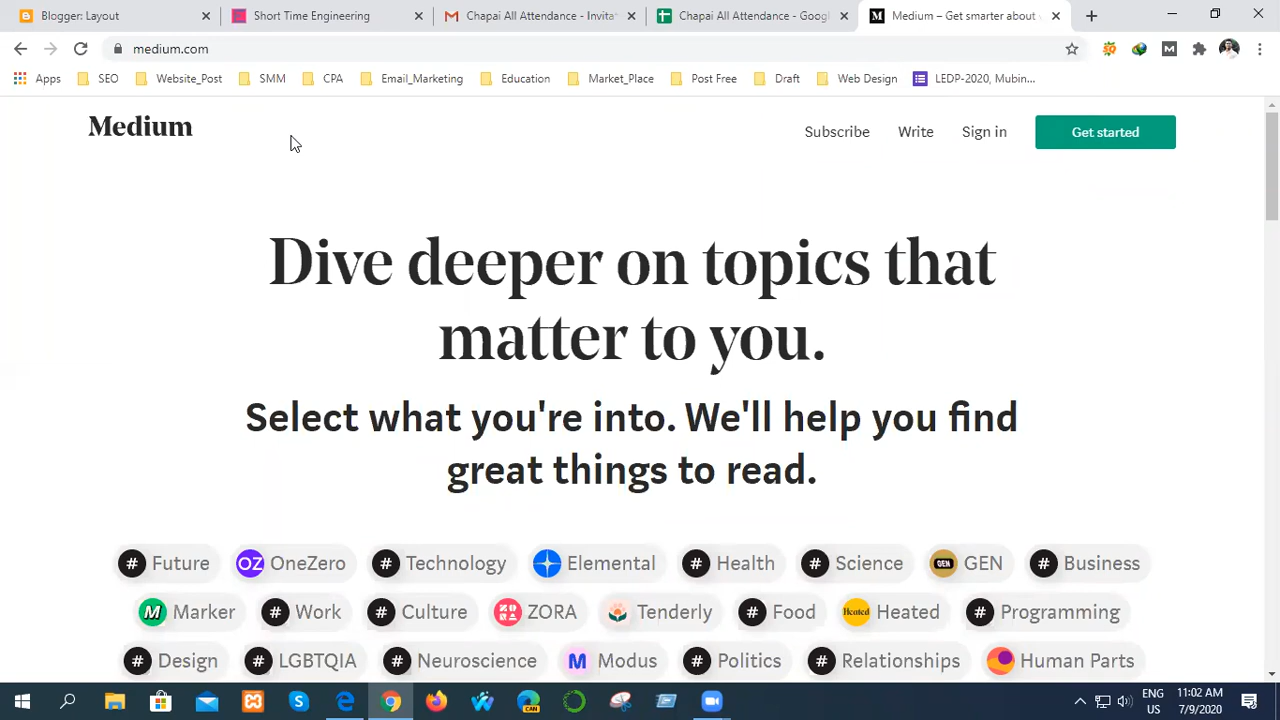 Blogger: Layout
Short Time Engineering
Chapai All Attendance - Invita
Chapai All Attendance - Googl
Medium – Get smarter about
medium.com
Apps
SEO
Website_Post
SMM
CPA
Email_Marketing
Education
Market_Place
Post Free
Draft
Web Design
LEDP-2020, Mubin...
Medium
Subscribe
Write
Sign in
Get started
Dive deeper on topics that
matter to you.
Select what you're into. We'll help you find
great things to read.
# Future
OZ OneZero
# Technology
Elemental
# Health
# Science
GEN GEN
# Business
M Marker
# Work
# Culture
ZORA ZORA
Tenderly
# Food
Heated Heated
# Programming
# Design
# LGBTQIA
# Neuroscience
M Modus
# Politics
# Relationships
Human Parts
CAN
ENG
US
11:02 AM
7/9/2020